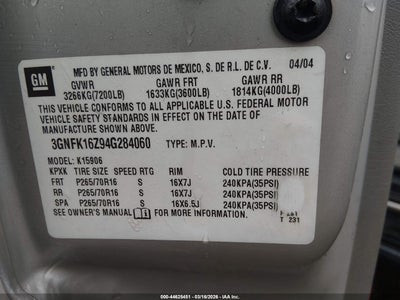 GM
MFD BY GENERAL MOTORS DE MEXICO, S. DE R.L. DE C.V. 04/04
GVWR GAWR FRT GAWR RR
3266KG(7200LB) 1633KG(3600LB) 1814KG(4000LB)
THIS VEHICLE CONFORMS TO ALL APPLICABLE U.S. FEDERAL MOTOR
VEHICLE SAFETY STANDARDS IN EFFECT ON THE DATE OF
MANUFACTURE SHOWN ABOVE.
3GNFK16Z94G284060 TYPE: M.P.V.
MODEL: K15906
KPXK TIRE SIZE SPEED RTG RIM COLD TIRE PRESSURE
FRT P265/70R16 S 16X7J 240KPA(35PSI)
RR P265/70R16 S 16X7J 240KPA(35PSI)
SPA P265/70R16 S 16X6.5J 240KPA(35PSI)
SEE OWNER'S MANUAL FOR MORE INFORMATION
T 231
IAA 000-44625451 | 03/18/2026 - 04: